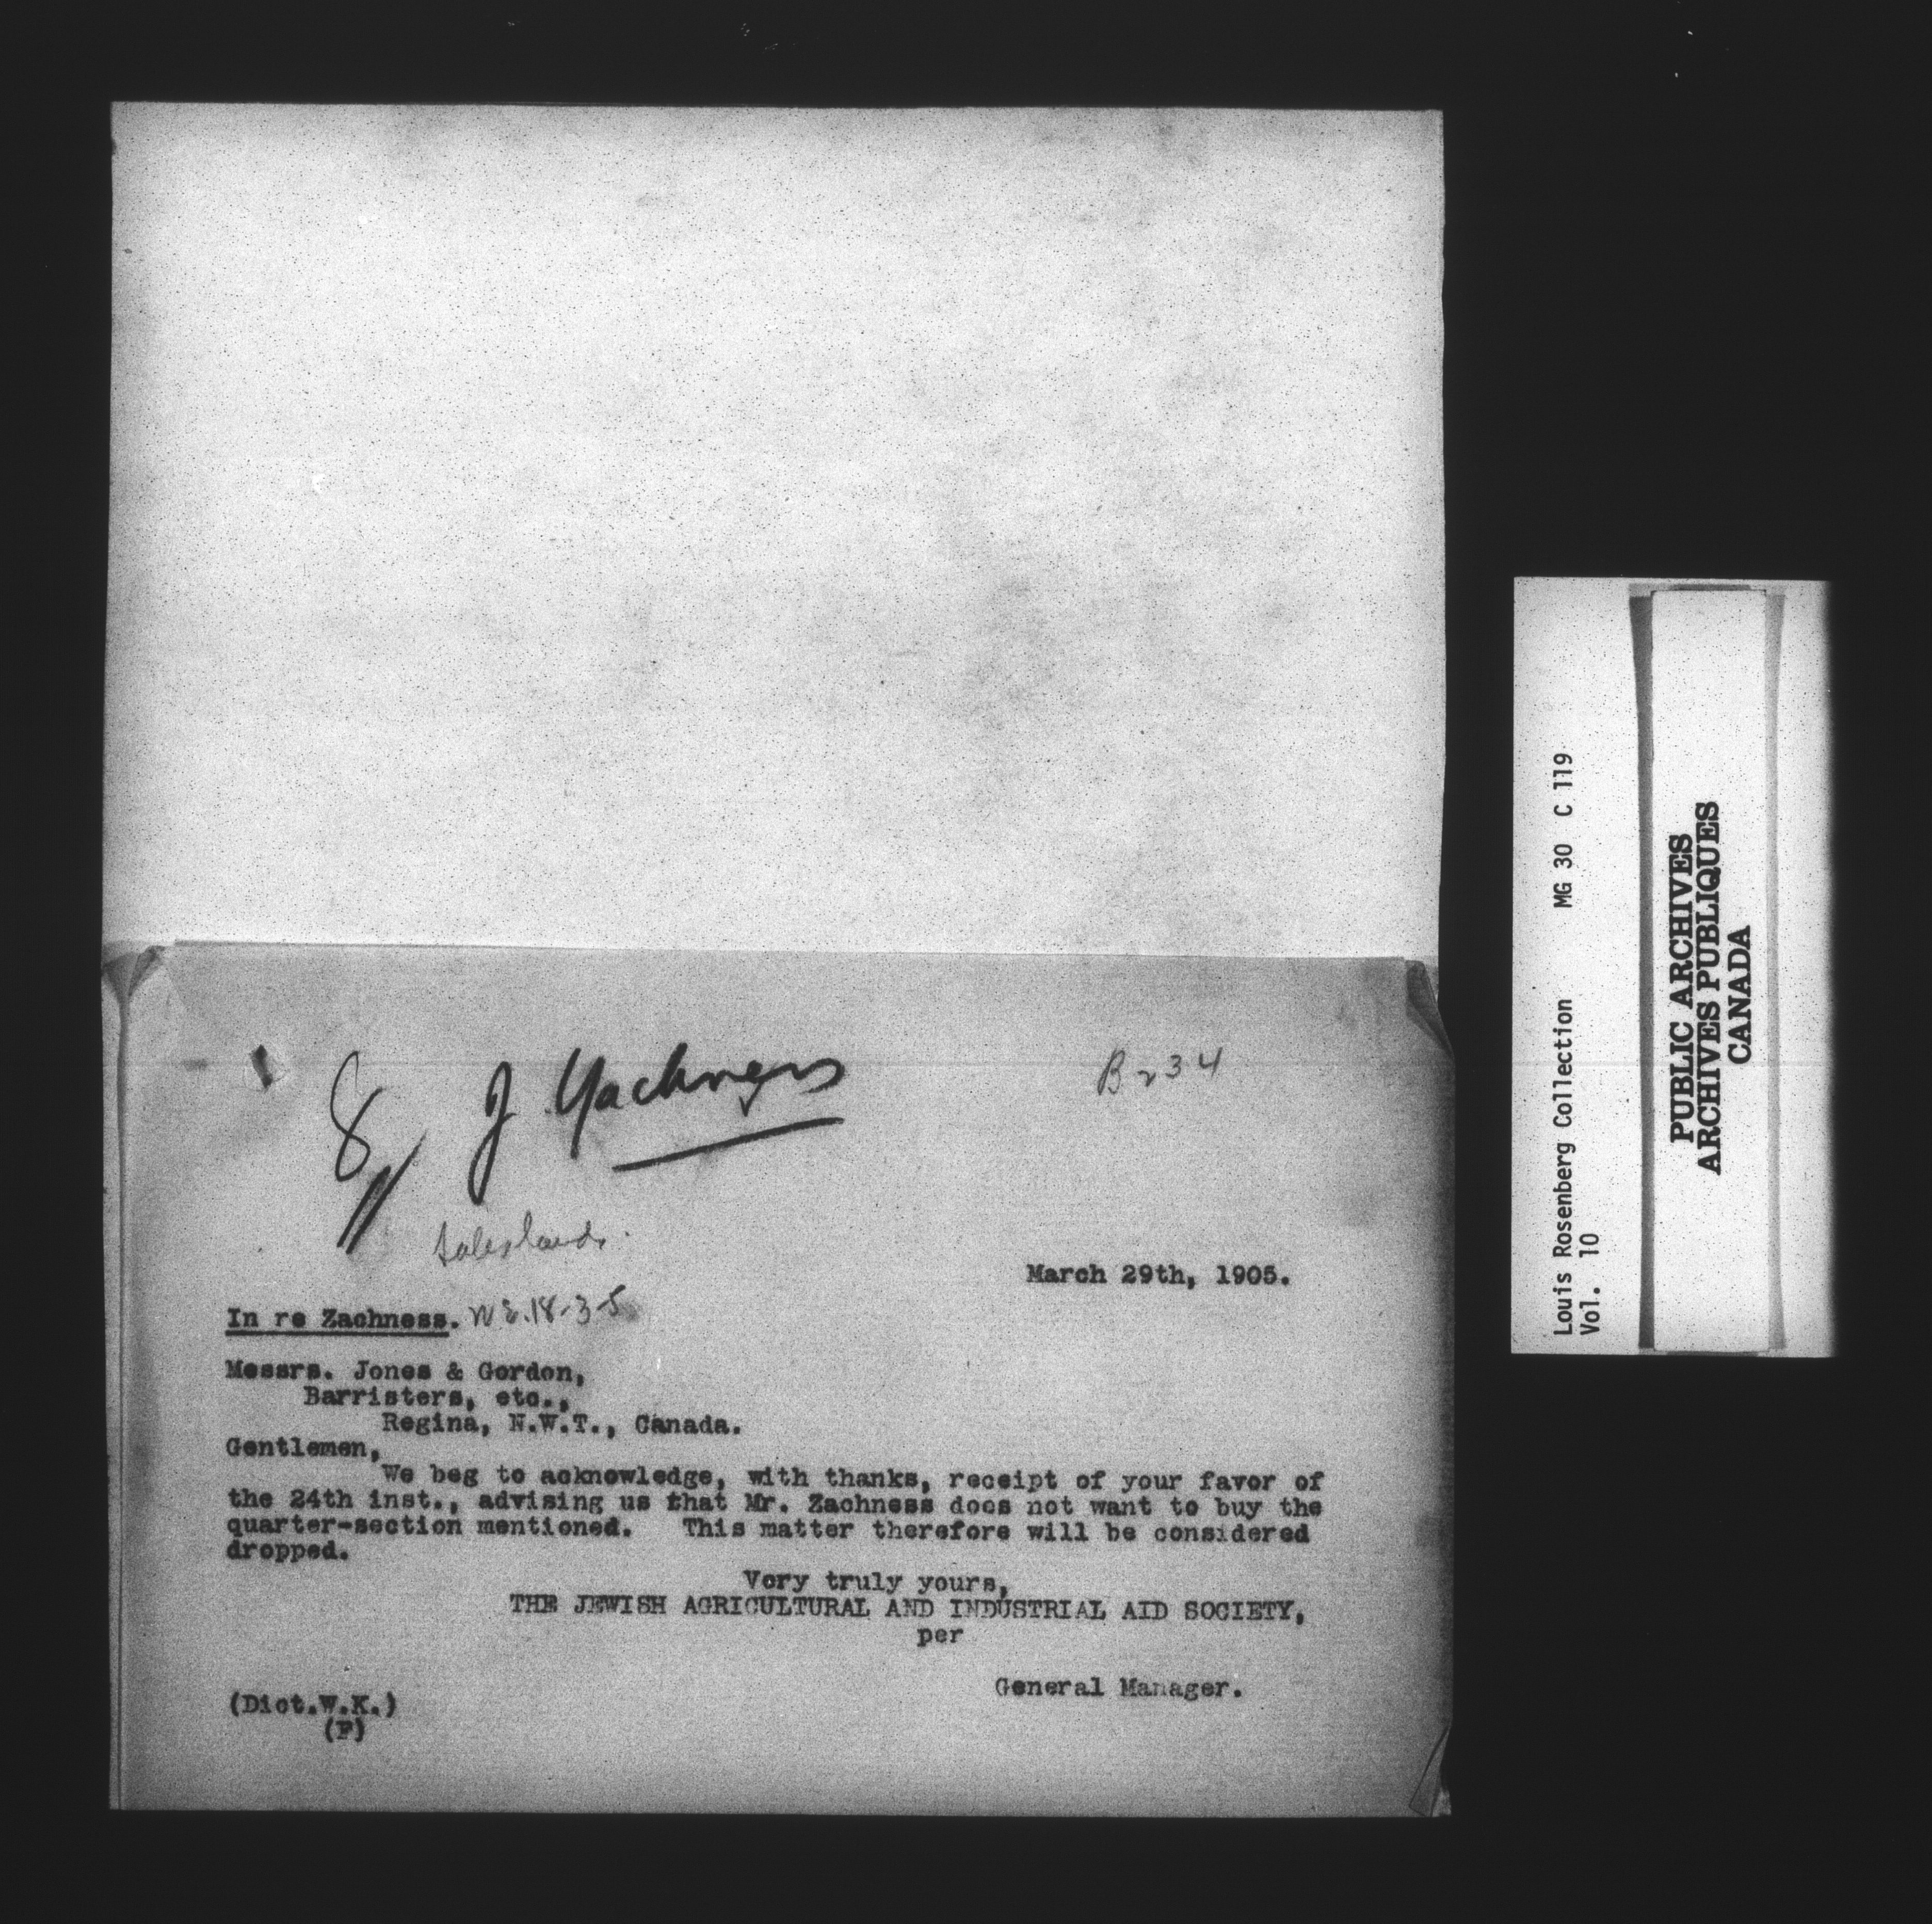 8
J Yachness
B 234
March 29th, 1905.
In re Zachness. N E. 18-3-5
Messrs. Jones & Gordon,
Barristers, etc.,
Regina, N.W.T., Canada.
Gentlemen,
We beg to acknowledge, with thanks, receipt of your favor of
the 24th inst., advising us that Mr. Zachness does not want to buy the
quarter-section mentioned. This matter therefore will be considered
dropped.
Very truly yours,
THE JEWISH AGRICULTURAL AND INDUSTRIAL AID SOCIETY,
per
General Manager.
(Dict.W.K.)
(F)
Louis Rosenberg Collection MG 30 C 119
Vol. 10
PUBLIC ARCHIVES
ARCHIVES PUBLIQUES
CANADA